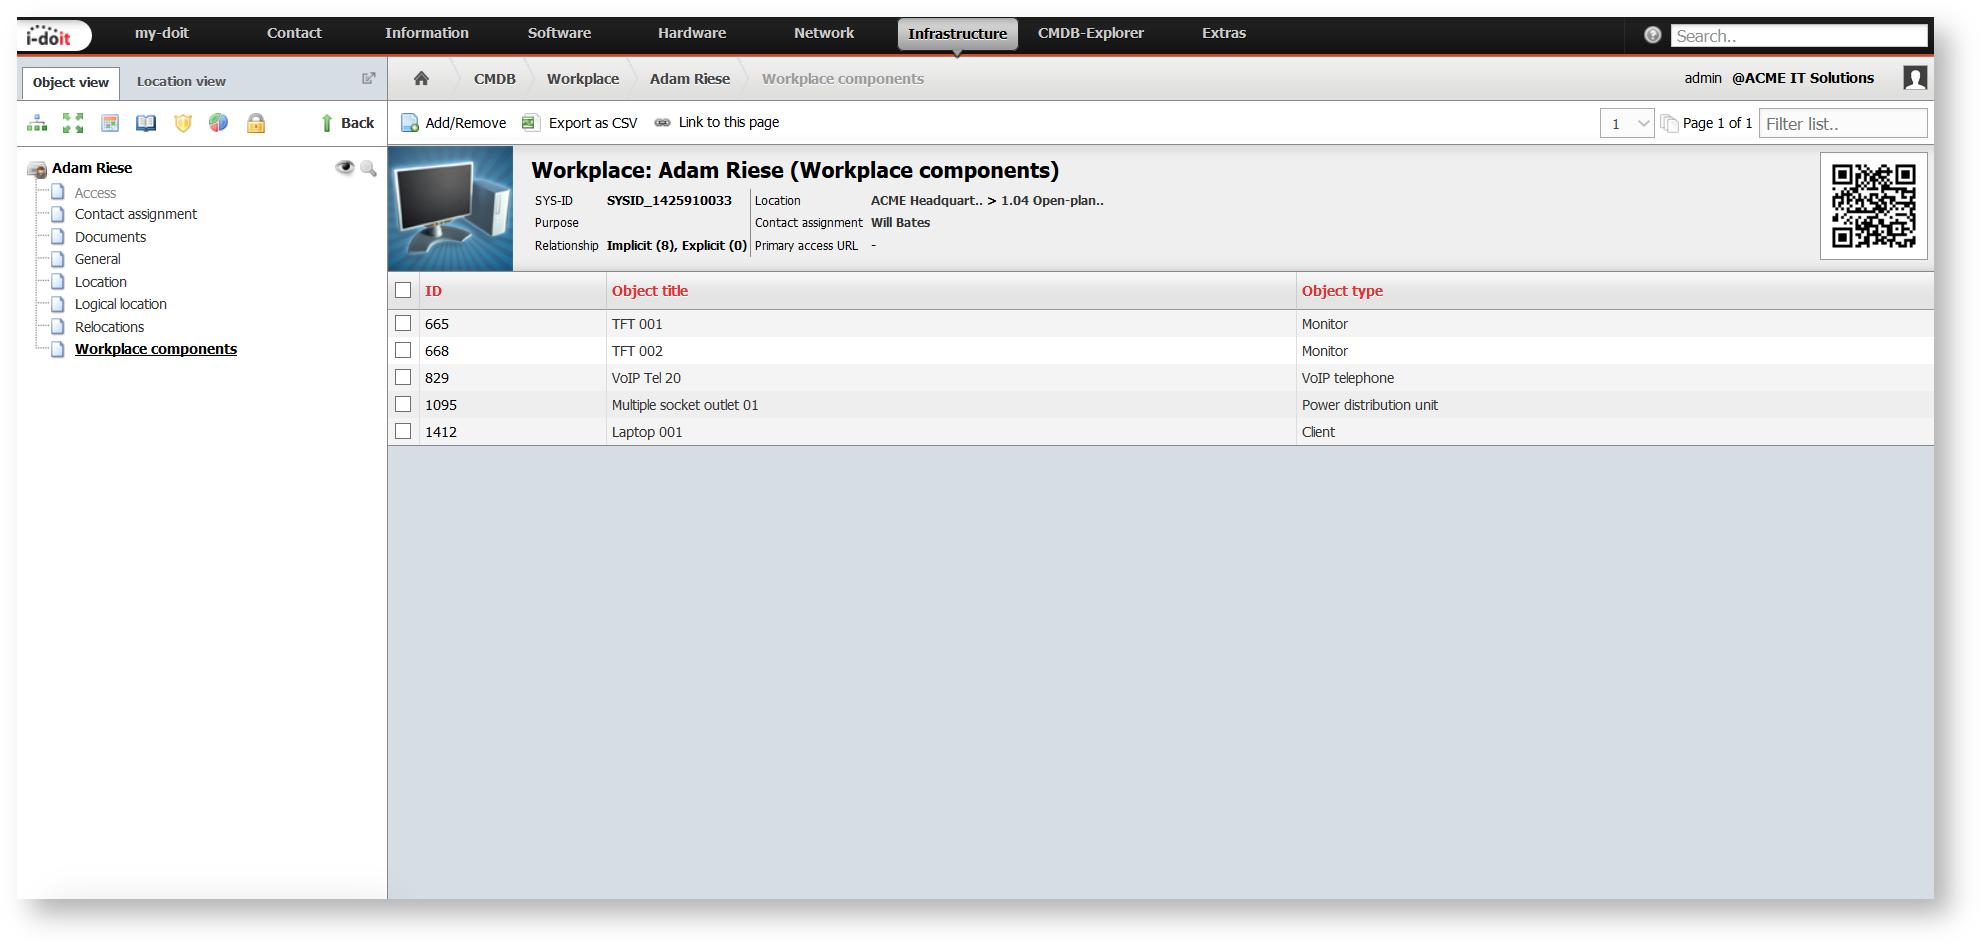 i-doit my-doit Contact Information Software Hardware Network Infrastructure CMDB-Explorer Extras Search..
Object view Location view
CMDB Workplace Adam Riese Workplace components admin @ACME IT Solutions
Back
Add/Remove Export as CSV Link to this page 1 Page 1 of 1 Filter list..
Adam Riese
Access
Contact assignment
Documents
General
Location
Logical location
Relocations
Workplace components
Workplace: Adam Riese (Workplace components)
SYS-ID SYSID_1425910033 Location ACME Headquart.. > 1.04 Open-plan..
Purpose Contact assignment Will Bates
Relationship Implicit (8), Explicit (0) Primary access URL -
ID Object title Object type
665 TFT 001 Monitor
668 TFT 002 Monitor
829 VoIP Tel 20 VoIP telephone
1095 Multiple socket outlet 01 Power distribution unit
1412 Laptop 001 Client